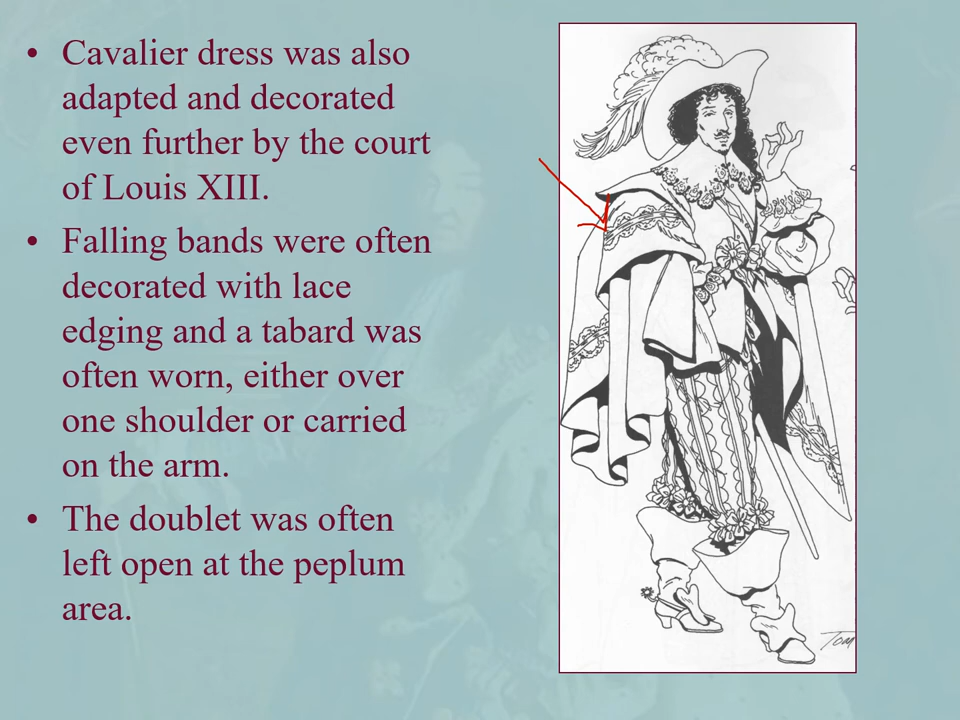 • Cavalier dress was also
adapted and decorated
even further by the court
of Louis XIII.
• Falling bands were often
decorated with lace
edging and a tabard was
often worn, either over
one shoulder or carried
on the arm.
• The doublet was often
left open at the peplum
area.
Tom